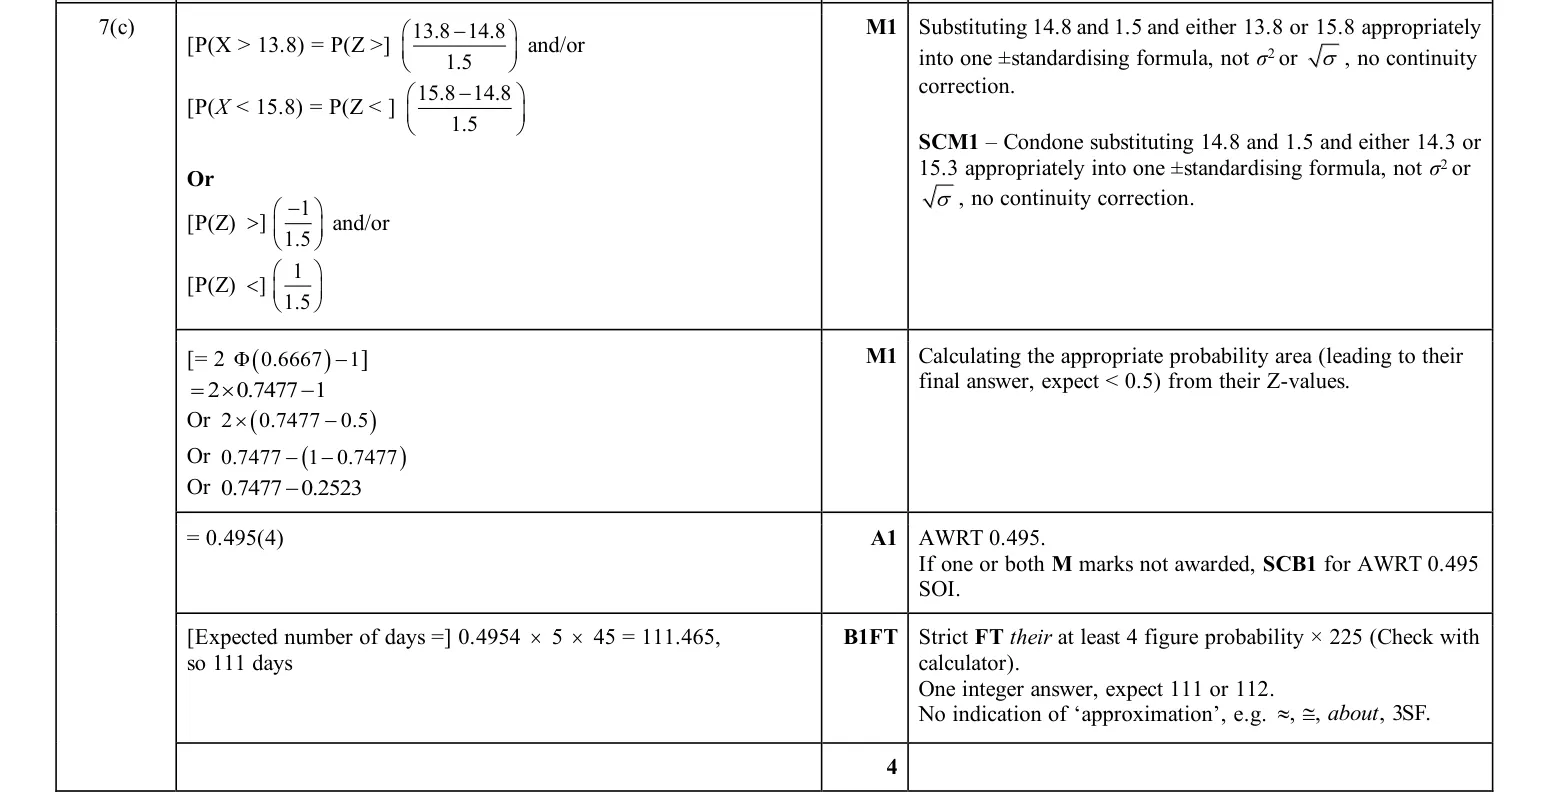 7(c)
[P(X > 13.8) = P(Z >] ((13.8 − 14.8)/1.5) and/or
[P(X < 15.8) = P(Z < ] ((15.8 − 14.8)/1.5)
Or
[P(Z) >] (−1/1.5) and/or
[P(Z) <] (1/1.5)
M1
Substituting 14.8 and 1.5 and either 13.8 or 15.8 appropriately
into one ±standardising formula, not σ² or √σ , no continuity
correction.
SCM1 – Condone substituting 14.8 and 1.5 and either 14.3 or
15.3 appropriately into one ±standardising formula, not σ² or
√σ , no continuity correction.
[= 2 Φ(0.6667) − 1]
= 2 × 0.7477 − 1
Or 2 × (0.7477 − 0.5)
Or 0.7477 − (1 − 0.7477)
Or 0.7477 − 0.2523
M1
Calculating the appropriate probability area (leading to their
final answer, expect < 0.5) from their Z-values.
= 0.495(4)
A1
AWRT 0.495.
If one or both M marks not awarded, SCB1 for AWRT 0.495
SOI.
[Expected number of days =] 0.4954 × 5 × 45 = 111.465,
so 111 days
B1FT
Strict FT their at least 4 figure probability × 225 (Check with
calculator).
One integer answer, expect 111 or 112.
No indication of ‘approximation’, e.g. ≈, ≅, about, 3SF.
4